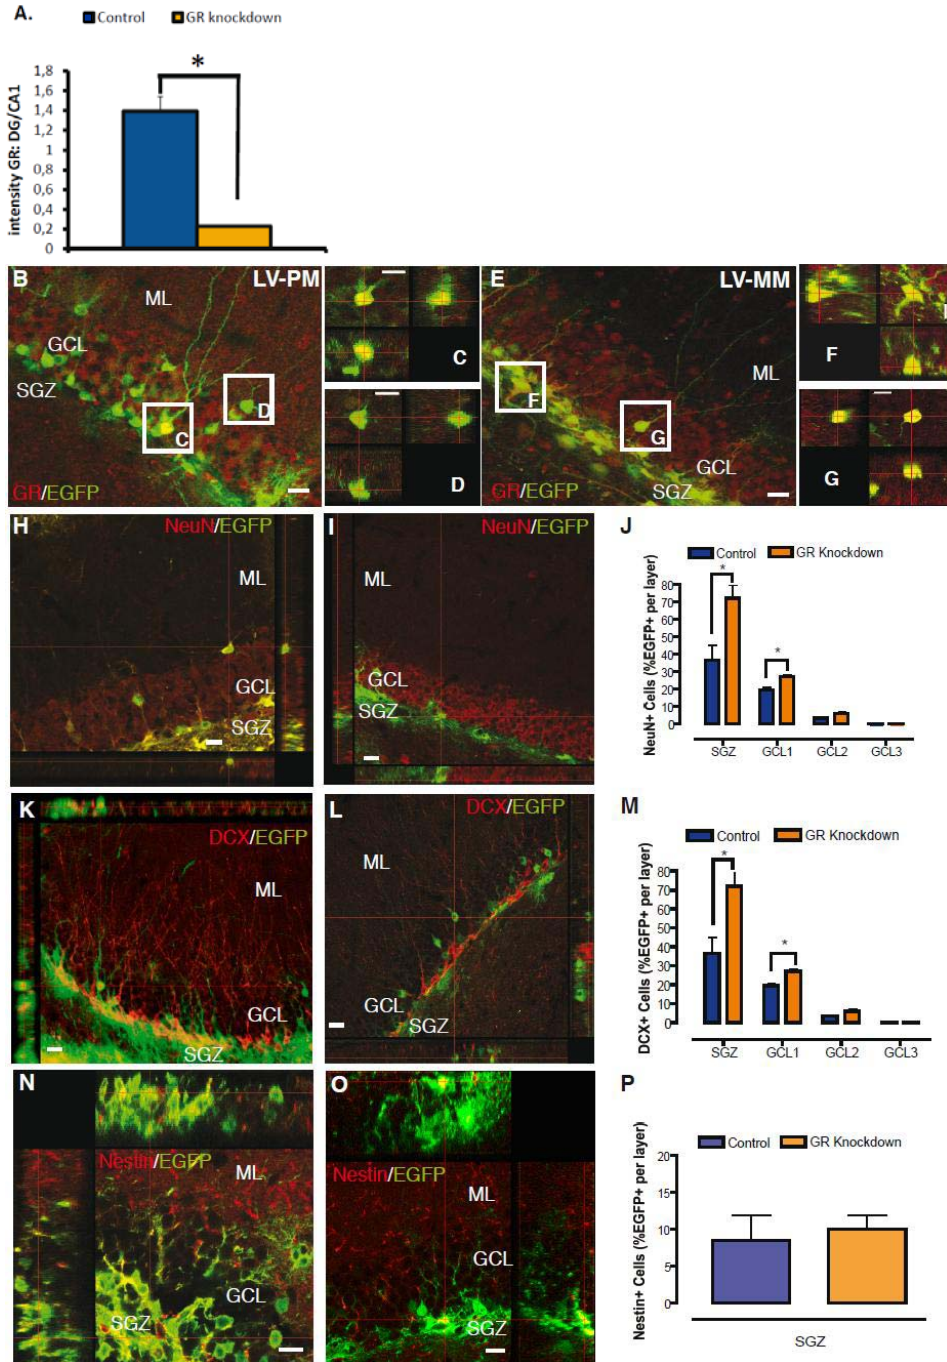 A.
Control GR knockdown
*
intensity GR: DG/CA1
1,8
1,6
1,4
1,2
1
0,8
0,6
0,4
0,2
0
B LV-PM
ML
GCL
SGZ
C
D
GR/EGFP
C
D
E LV-MM
ML
F
G
GCL
SGZ
GR/EGFP
F
G
H NeuN/EGFP
ML
GCL
SGZ
I NeuN/EGFP
ML
GCL
SGZ
J
Control GR Knockdown
NeuN+ Cells (%EGFP+ per layer)
80
70
60
50
40
30
20
10
0
*
*
SGZ GCL1 GCL2 GCL3
K DCX/EGFP
ML
GCL
SGZ
L DCX/EGFP
ML
GCL
SGZ
M
Control GR Knockdown
DCX+ Cells (%EGFP+ per layer)
80
70
60
50
40
30
20
10
0
*
*
SGZ GCL1 GCL2 GCL3
N
Nestin/EGFP
ML
GCL
SGZ
O
Nestin/EGFP
ML
GCL
SGZ
P
Control GR Knockdown
Nestin+ Cells (%EGFP+ per layer)
20
15
10
5
0
SGZ